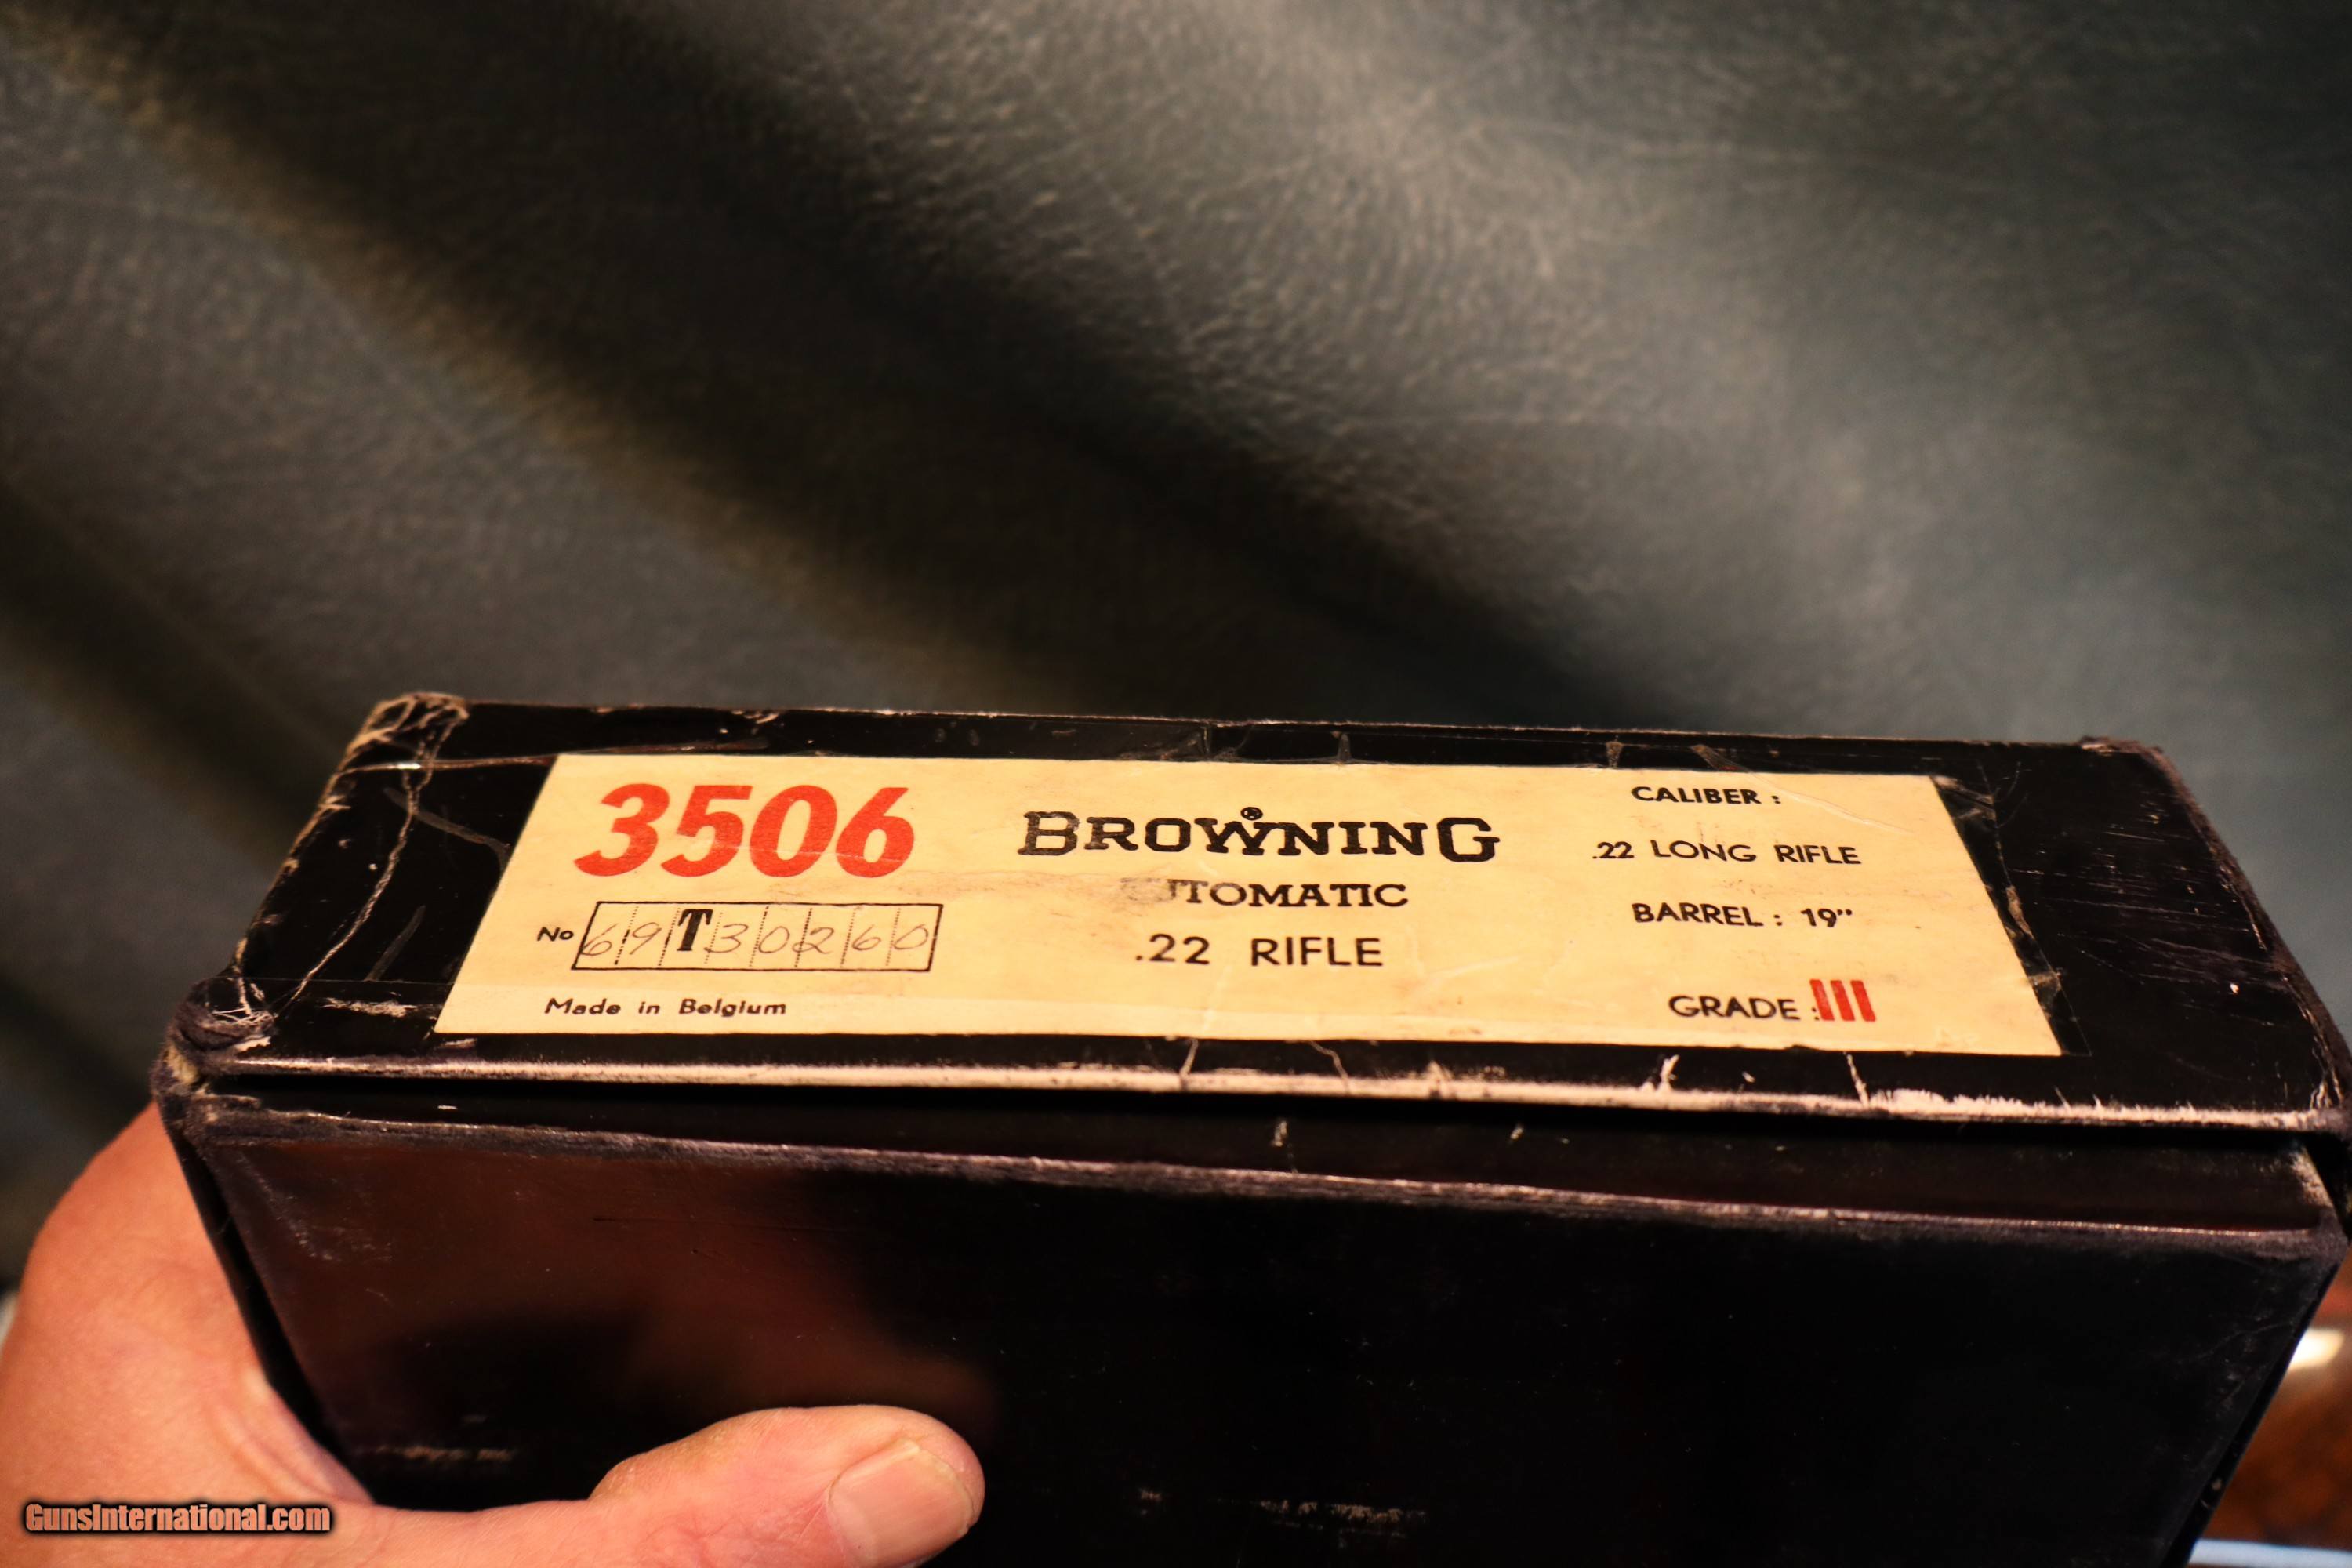 3506
No 69T30260
Made in Belgium
BROWNING®
UTOMATIC
.22 RIFLE
CALIBER :
.22 LONG RIFLE
BARREL : 19"
GRADE : III
GunsInternational.com